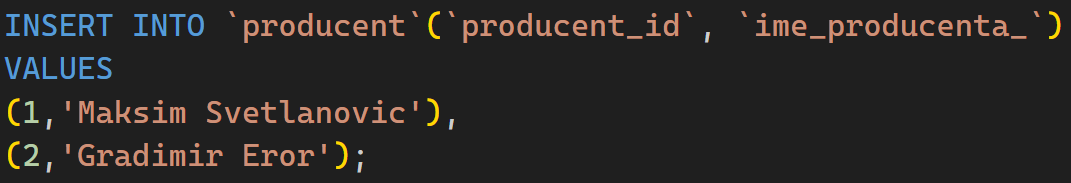 INSERT INTO `producent`(`producent_id`, `ime_producenta_`)
VALUES
(1,'Maksim Svetlanovic'),
(2,'Gradimir Eror');